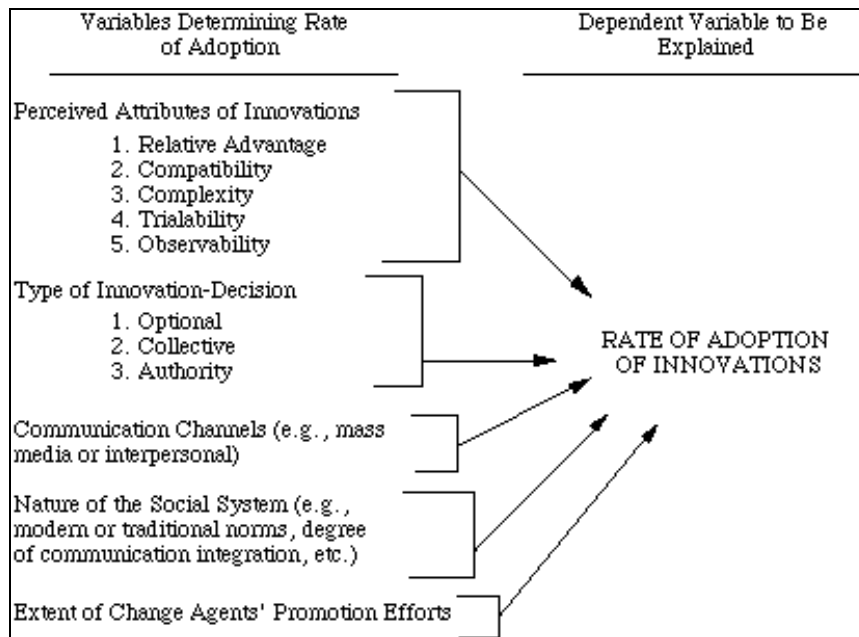 Variables Determining Rate
of Adoption
Dependent Variable to Be
Explained
Perceived Attributes of Innovations
1. Relative Advantage
2. Compatibility
3. Complexity
4. Trialability
5. Observability
Type of Innovation-Decision
1. Optional
2. Collective
3. Authority
RATE OF ADOPTION
OF INNOVATIONS
Communication Channels (e.g., mass
media or interpersonal)
Nature of the Social System (e.g.,
modern or traditional norms, degree
of communication integration, etc.)
Extent of Change Agents' Promotion Efforts